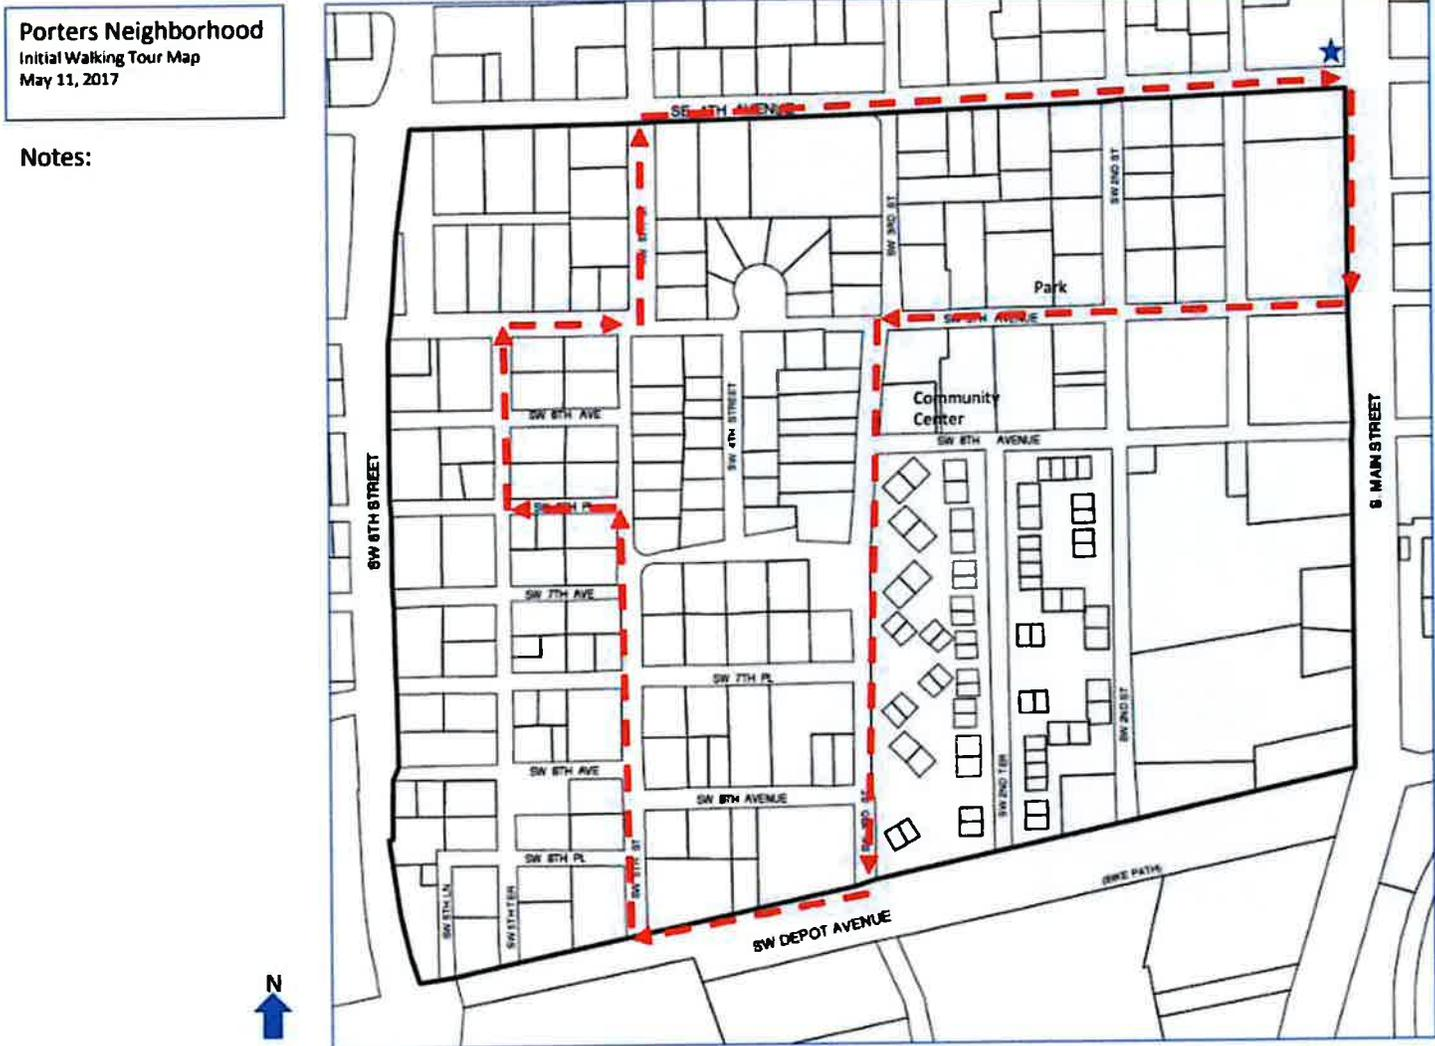 Porters Neighborhood
Initial Walking Tour Map
May 11, 2017
Notes:
SE 4TH AVENUE
SW 2ND ST
SW 3RD ST
Park
SW 5TH AVENUE
Community
Center
SW 6TH AVE
SW 4TH STREET
SW 6TH AVENUE
S. MAIN STREET
SW 6TH STREET
SW 7TH AVE
SW 7TH PL
SW 2ND ST
SW 8TH AVE
SW 8TH AVENUE
SW 2ND TER
SW 8TH PL
SW 5TH ST
SW 5TH LN
SW 5TH TER
(BIKE PATH)
SW DEPOT AVENUE
N